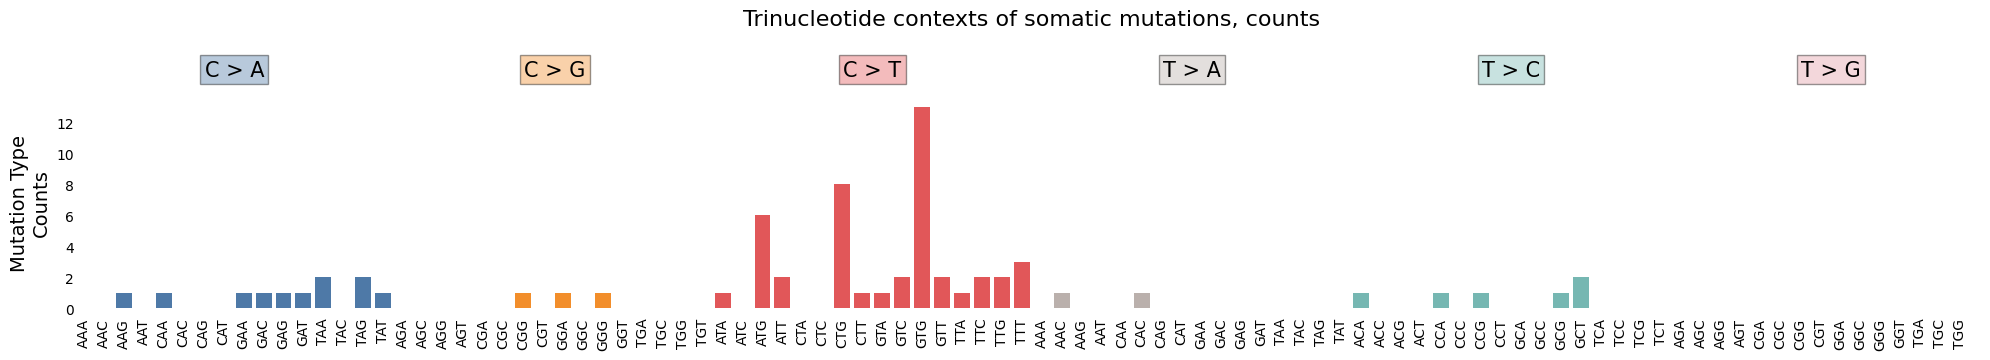 Trinucleotide contexts of somatic mutations, counts
C > A C > G C > T T > A T > C T > G
Mutation Type
Counts
12
10
8
6
4
2
0
AAA AAC AAG AAT CAA CAC CAG CAT GAA GAC GAG GAT TAA TAC TAG TAT AGA AGC AGG AGT CGA CGC CGG CGT GGA GGC GGG GGT TGA TGC TGG TGT ATA ATC ATG ATT CTA CTC CTG CTT GTA GTC GTG GTT TTA TTC TTG TTT AAA AAC AAG AAT CAA CAC CAG CAT GAA GAC GAG GAT TAA TAC TAG TAT ACA ACC ACG ACT CCA CCC CCG CCT GCA GCC GCG GCT TCA TCC TCG TCT AGA AGC AGG AGT CGA CGC CGG CGT GGA GGC GGG GGT TGA TGC TGG